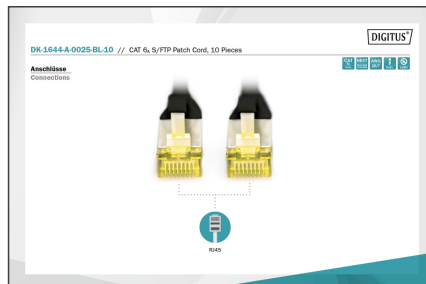 DIGITUS®
DK-1644-A-0025-BL-10 // CAT 6A S/FTP Patch Cord, 10 Pieces
Anschlüsse
Connections
RJ45